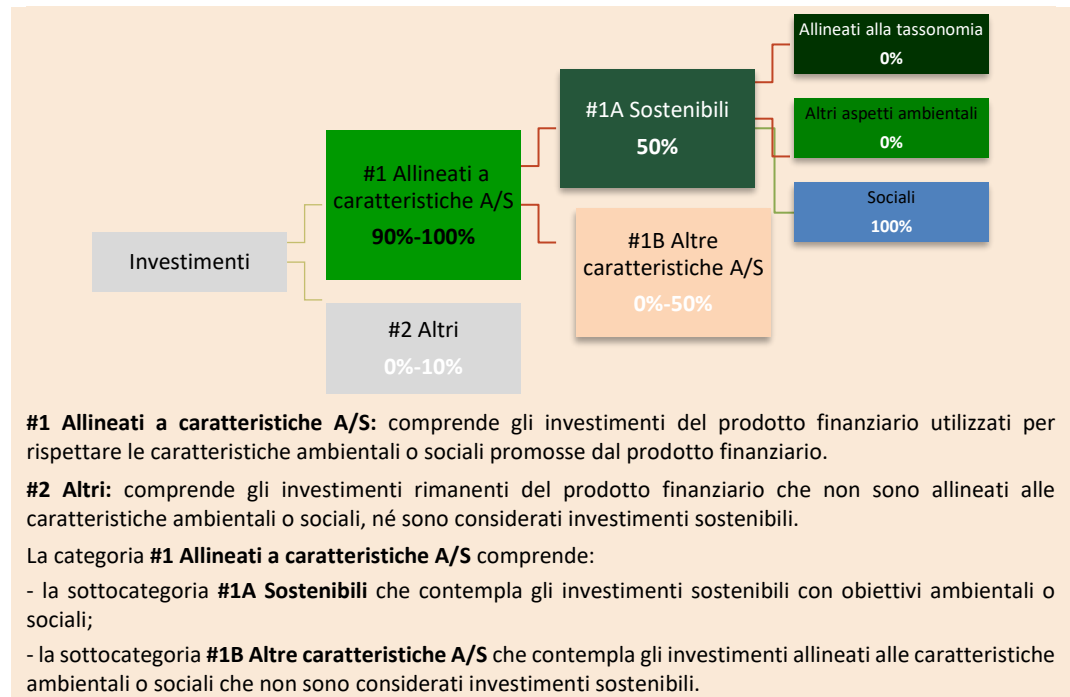 Allineati alla tassonomia
0%
#1A Sostenibili
50%
Altri aspetti ambientali
0%
#1 Allineati a
caratteristiche A/S
90%-100%
Sociali
100%
Investimenti
#1B Altre
caratteristiche A/S
0%-50%
#2 Altri
0%-10%
#1 Allineati a caratteristiche A/S: comprende gli investimenti del prodotto finanziario utilizzati per
rispettare le caratteristiche ambientali o sociali promosse dal prodotto finanziario.
#2 Altri: comprende gli investimenti rimanenti del prodotto finanziario che non sono allineati alle
caratteristiche ambientali o sociali, né sono considerati investimenti sostenibili.
La categoria #1 Allineati a caratteristiche A/S comprende:
- la sottocategoria #1A Sostenibili che contempla gli investimenti sostenibili con obiettivi ambientali o
sociali;
- la sottocategoria #1B Altre caratteristiche A/S che contempla gli investimenti allineati alle caratteristiche
ambientali o sociali che non sono considerati investimenti sostenibili.